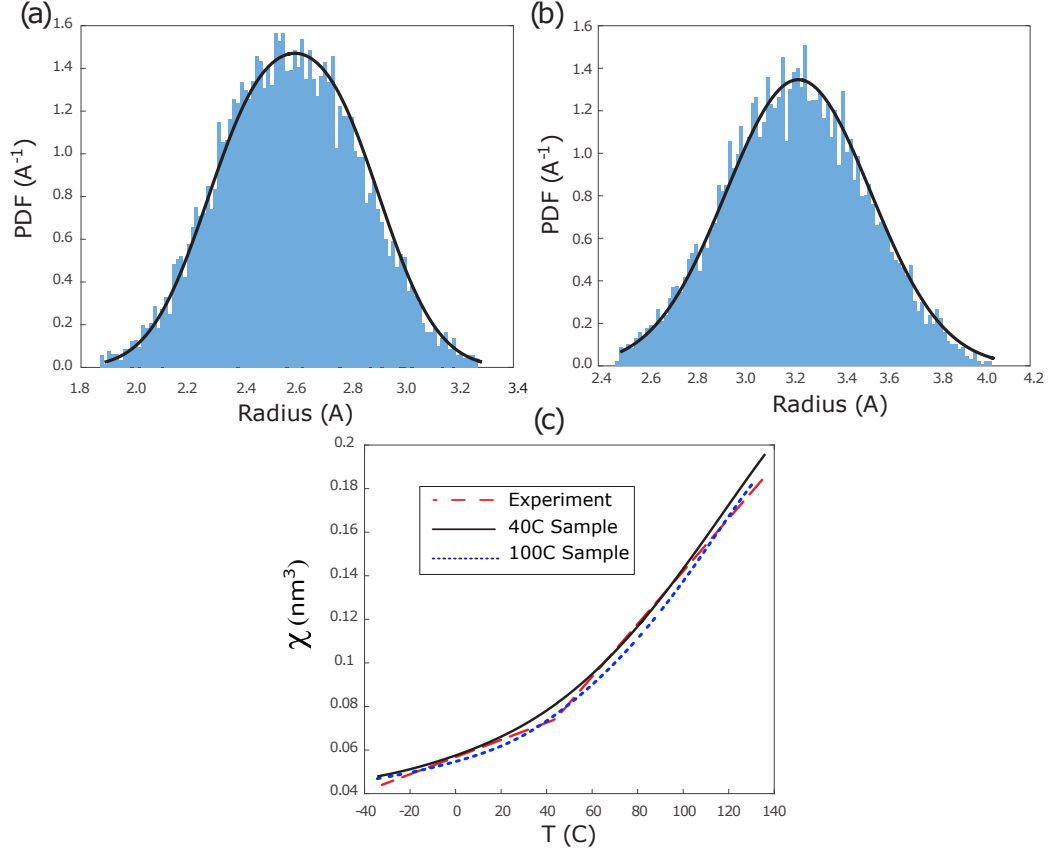 (a)
PDF (A⁻¹)
1.6
1.4
1.2
1.0
0.8
0.6
0.4
0.2
0.0
1.8 2.0 2.2 2.4 2.6 2.8 3.0 3.2 3.4
Radius (A)
(b)
PDF (A⁻¹)
1.6
1.4
1.2
1.0
0.8
0.6
0.4
0.2
0.0
2.4 2.6 2.8 3.0 3.2 3.4 3.6 3.8 4.0 4.2
Radius (A)
(c)
χ (nm³)
0.2
0.18
0.16
0.14
0.12
0.1
0.08
0.06
0.04
Experiment
40C Sample
100C Sample
-40 -20 0 20 40 60 80 100 120 140
T (C)